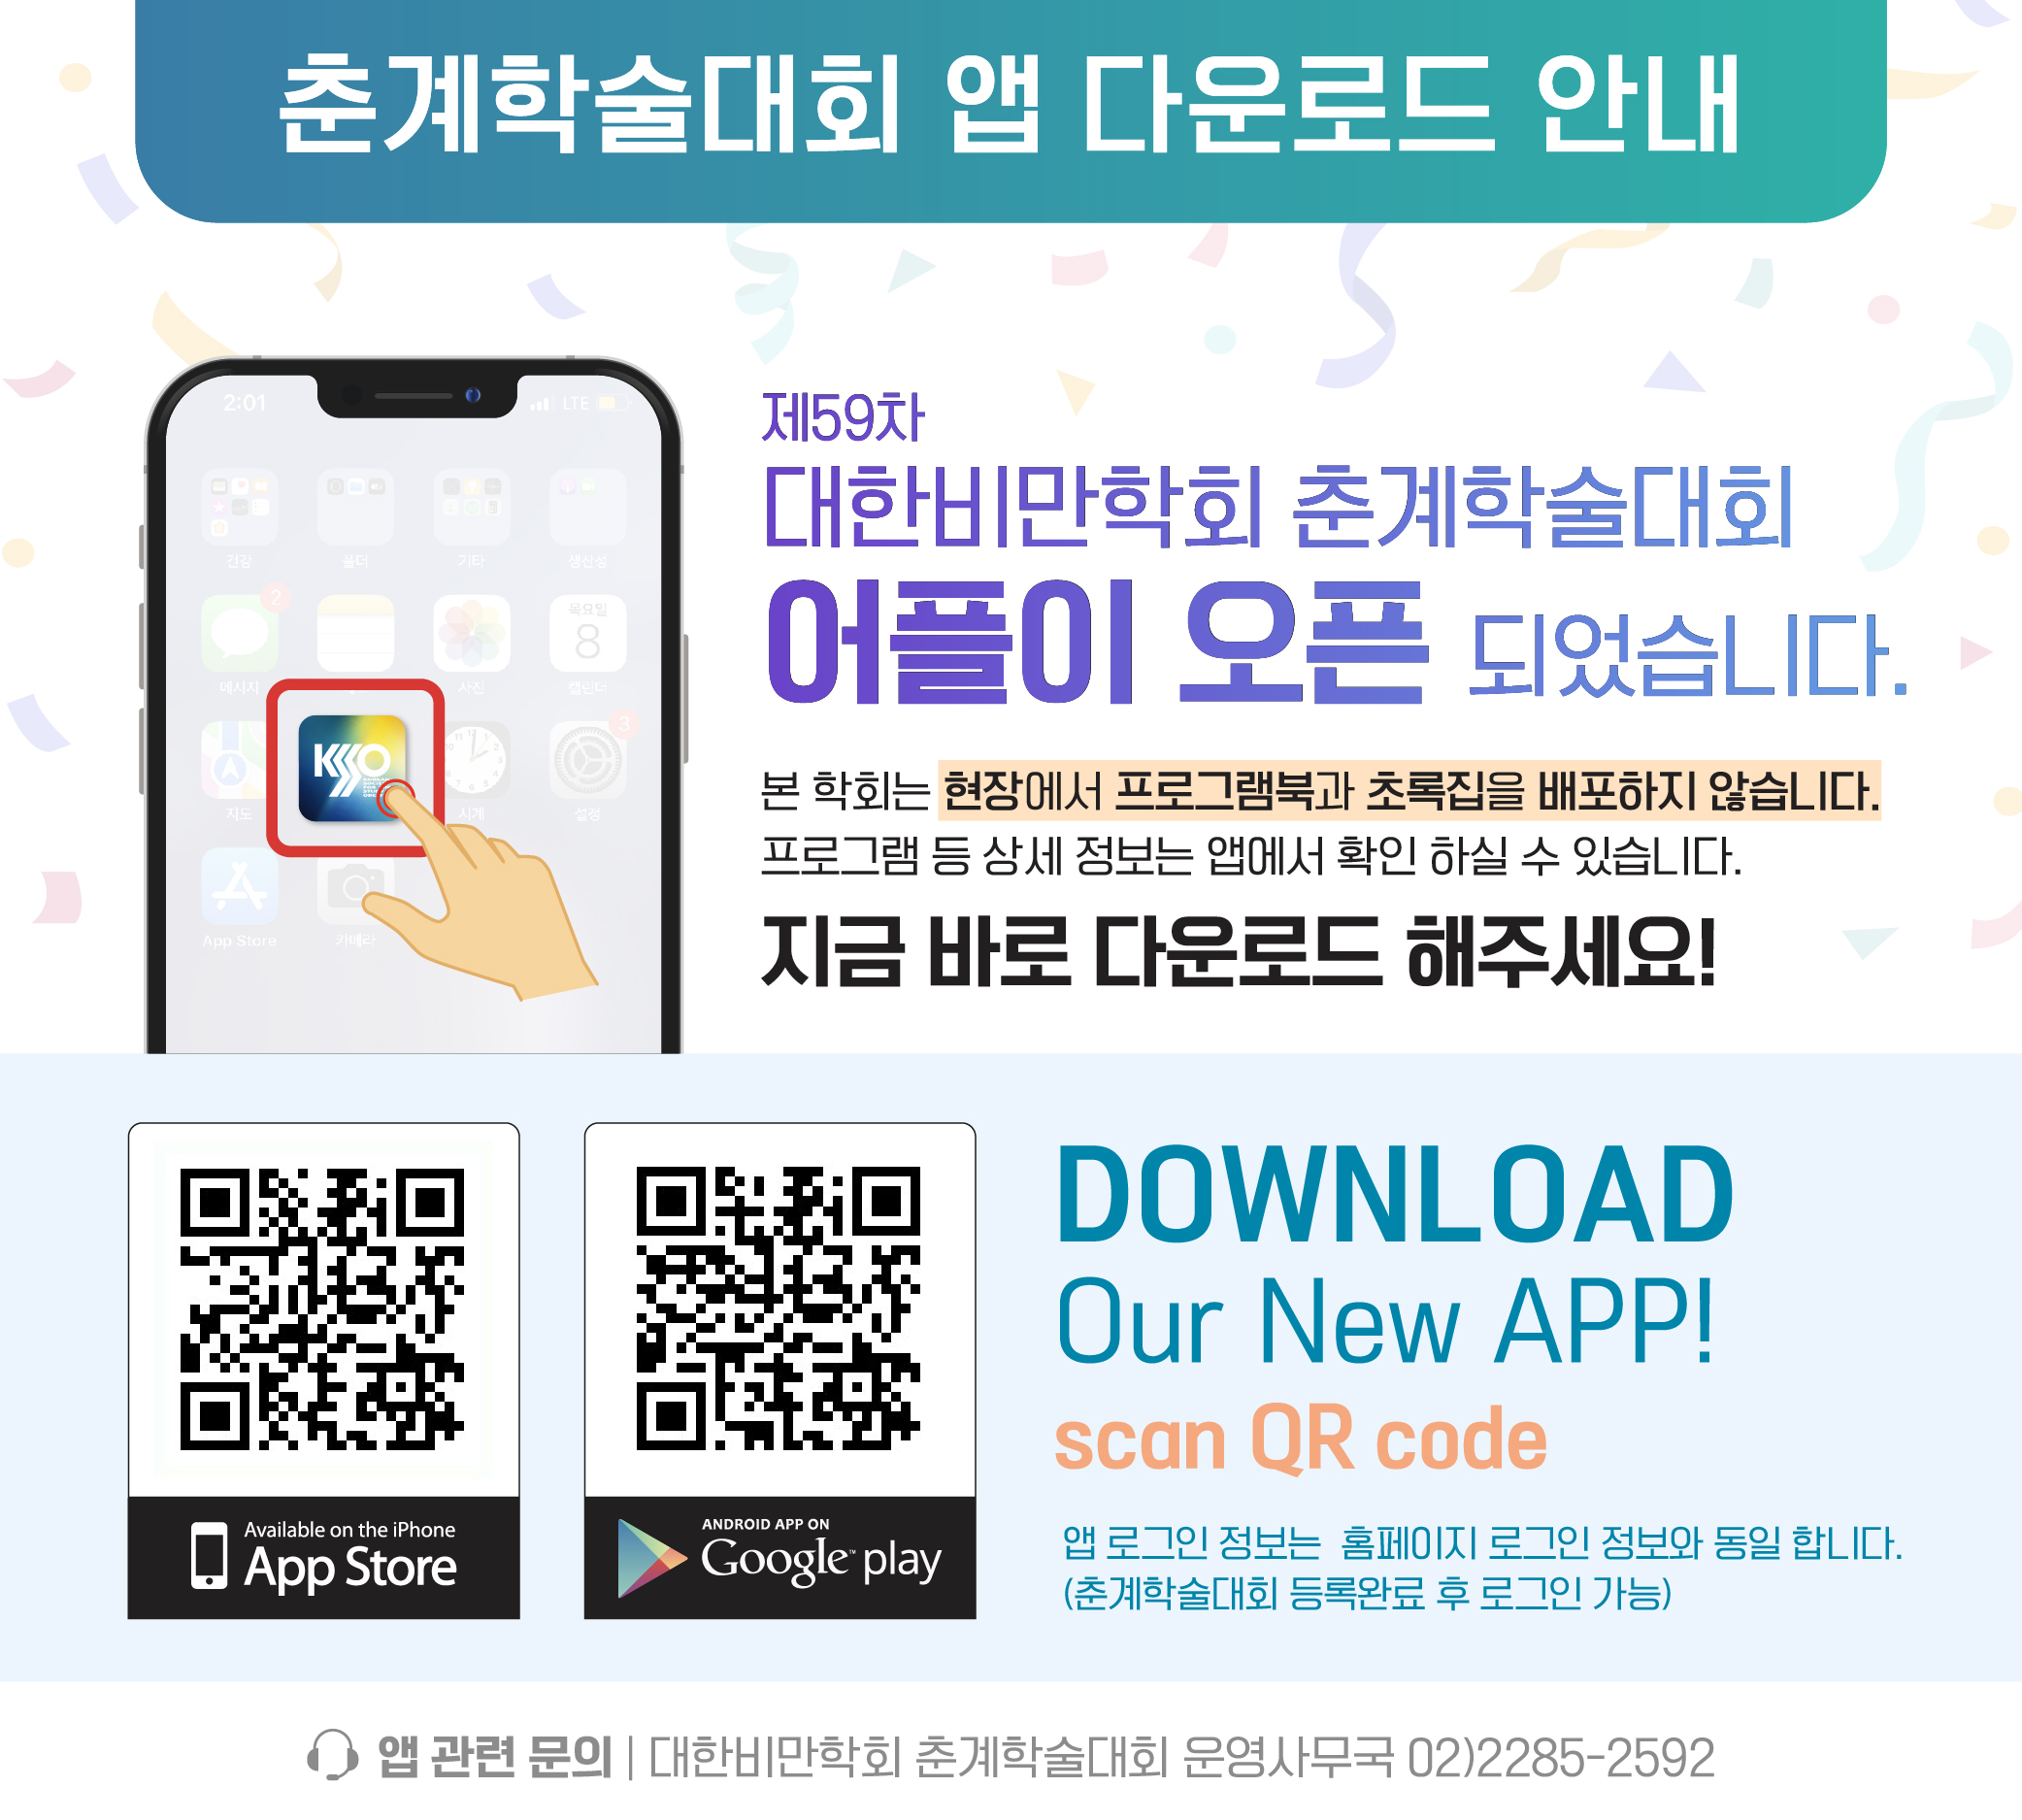 춘계학술대회 앱 다운로드 안내
2:01
LTE
제59차
대한비만학회 춘계학술대회
어플이 오픈 되었습니다.
건강 폴더 기타 생산성
2
목요일
8
메시지 사진 캘린더
3
KSSO
지도 시계 설정
App Store 카메라
본 학회는 현장에서 프로그램북과 초록집을 배포하지 않습니다.
프로그램 등 상세 정보는 앱에서 확인 하실 수 있습니다.
지금 바로 다운로드 해주세요!
Available on the iPhone
App Store
ANDROID APP ON
Google play
DOWNLOAD
Our New APP!
scan QR code
앱 로그인 정보는 홈페이지 로그인 정보와 동일 합니다.
(춘계학술대회 등록완료 후 로그인 가능)
앱 관련 문의 | 대한비만학회 춘계학술대회 운영사무국 02)2285-2592